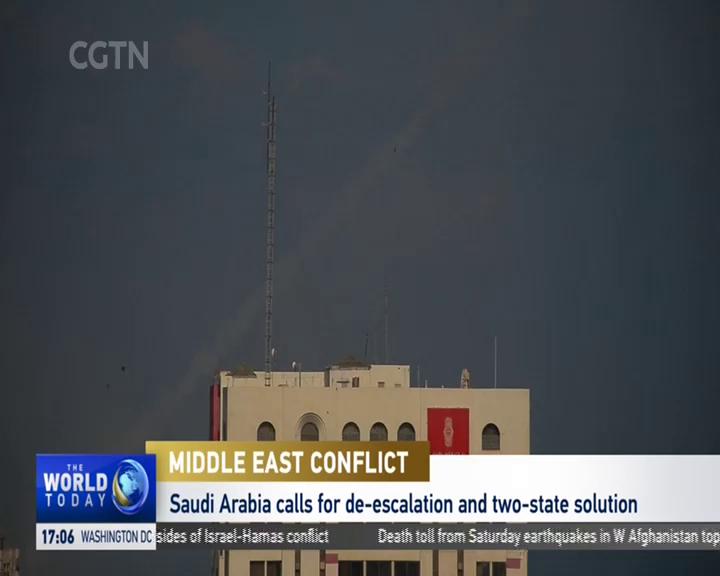 CGTN
MIDDLE EAST CONFLICT
THE
WORLD
TODAY
Saudi Arabia calls for de-escalation and two-state solution
17:06 WASHINGTON DC
sides of Israel-Hamas conflict Death toll from Saturday earthquakes in W Afghanistan top